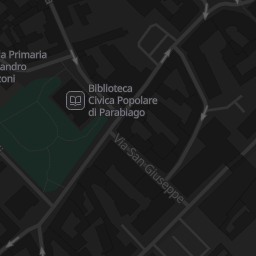 a Primaria
andro
zoni
Biblioteca
Civica Popolare
di Parabiago
Via San Giuseppe